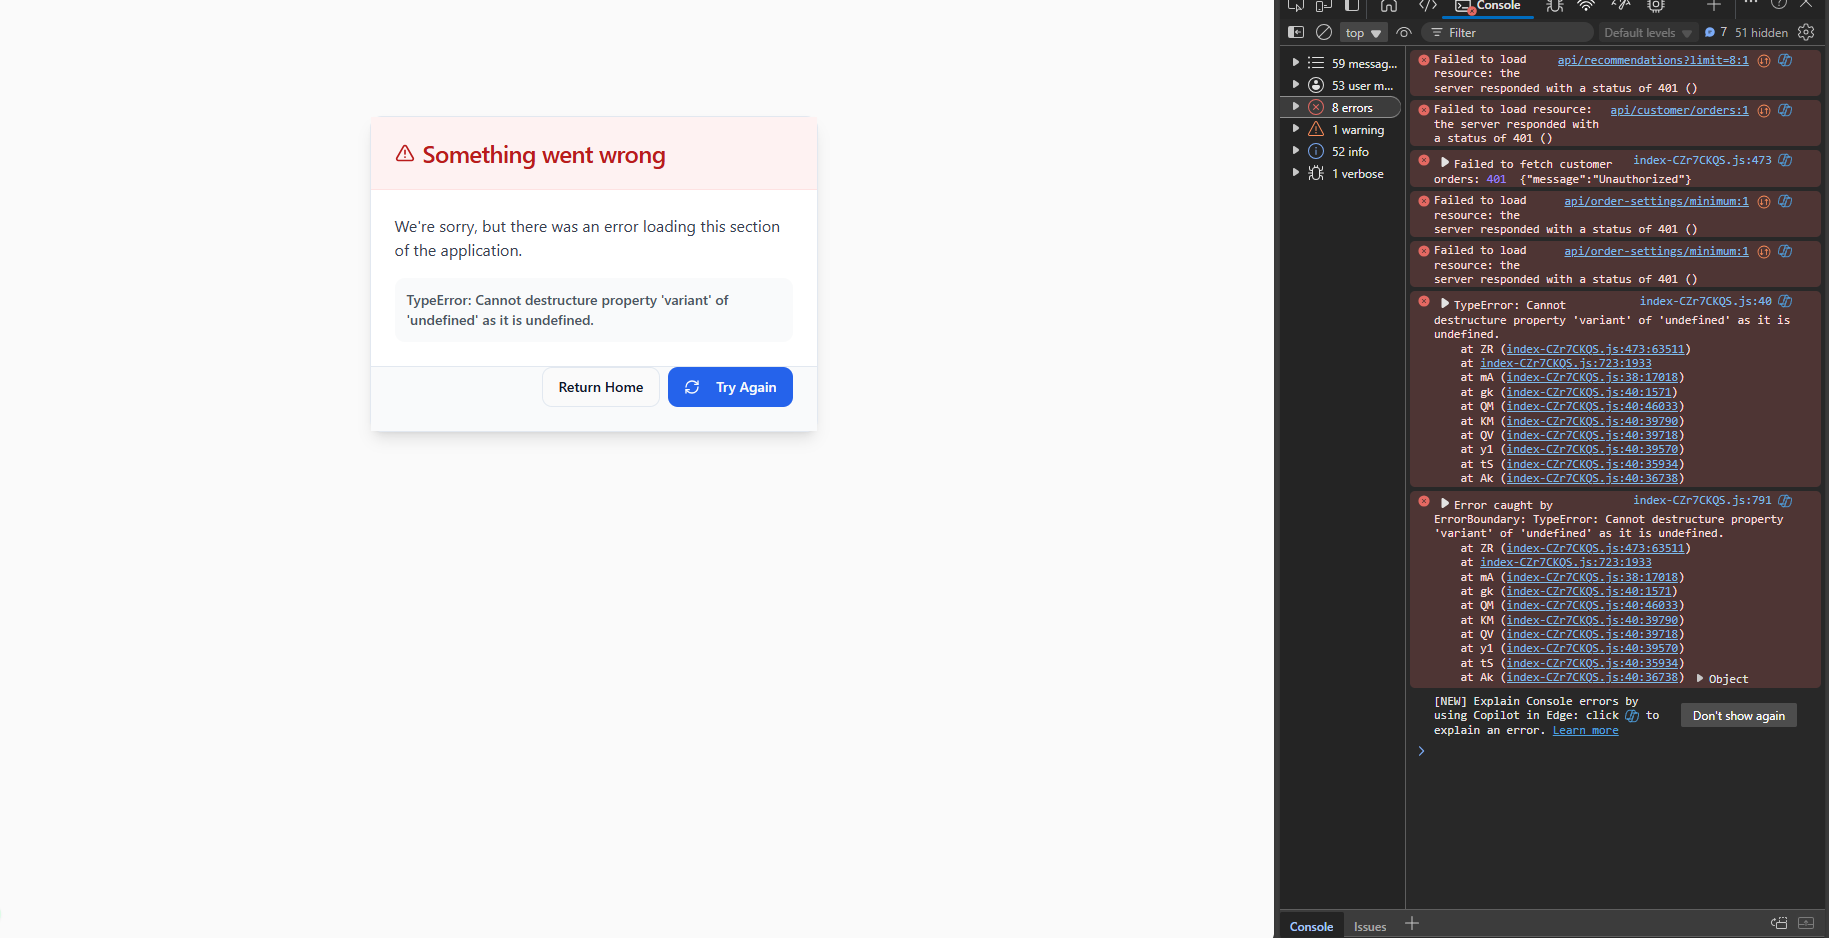 Something went wrong
We're sorry, but there was an error loading this section
of the application.
TypeError: Cannot destructure property 'variant' of
'undefined' as it is undefined.
Return Home
Try Again
Console
top
Filter
Default levels
7
51 hidden
59 messag...
53 user m...
8 errors
1 warning
52 info
1 verbose
Failed to load api/recommendations?limit=8:1
resource: the
server responded with a status of 401 ()
Failed to load resource: api/customer/orders:1
the server responded with
a status of 401 ()
Failed to fetch customer index-CZr7CKQS.js:473
orders: 401 {"message":"Unauthorized"}
Failed to load api/order-settings/minimum:1
resource: the
server responded with a status of 401 ()
Failed to load api/order-settings/minimum:1
resource: the
server responded with a status of 401 ()
TypeError: Cannot index-CZr7CKQS.js:40
destructure property 'variant' of 'undefined' as it is
undefined.
at ZR (index-CZr7CKQS.js:473:63511)
at index-CZr7CKQS.js:723:1933
at mA (index-CZr7CKQS.js:38:17018)
at gk (index-CZr7CKQS.js:40:1571)
at QM (index-CZr7CKQS.js:40:46033)
at KM (index-CZr7CKQS.js:40:39790)
at QV (index-CZr7CKQS.js:40:39718)
at y1 (index-CZr7CKQS.js:40:39570)
at tS (index-CZr7CKQS.js:40:35934)
at Ak (index-CZr7CKQS.js:40:36738)
Error caught by index-CZr7CKQS.js:791
ErrorBoundary: TypeError: Cannot destructure property
'variant' of 'undefined' as it is undefined.
at ZR (index-CZr7CKQS.js:473:63511)
at index-CZr7CKQS.js:723:1933
at mA (index-CZr7CKQS.js:38:17018)
at gk (index-CZr7CKQS.js:40:1571)
at QM (index-CZr7CKQS.js:40:46033)
at KM (index-CZr7CKQS.js:40:39790)
at QV (index-CZr7CKQS.js:40:39718)
at y1 (index-CZr7CKQS.js:40:39570)
at tS (index-CZr7CKQS.js:40:35934)
at Ak (index-CZr7CKQS.js:40:36738) Object
[NEW] Explain Console errors by
using Copilot in Edge: click to
explain an error. Learn more
Don't show again
Console
Issues